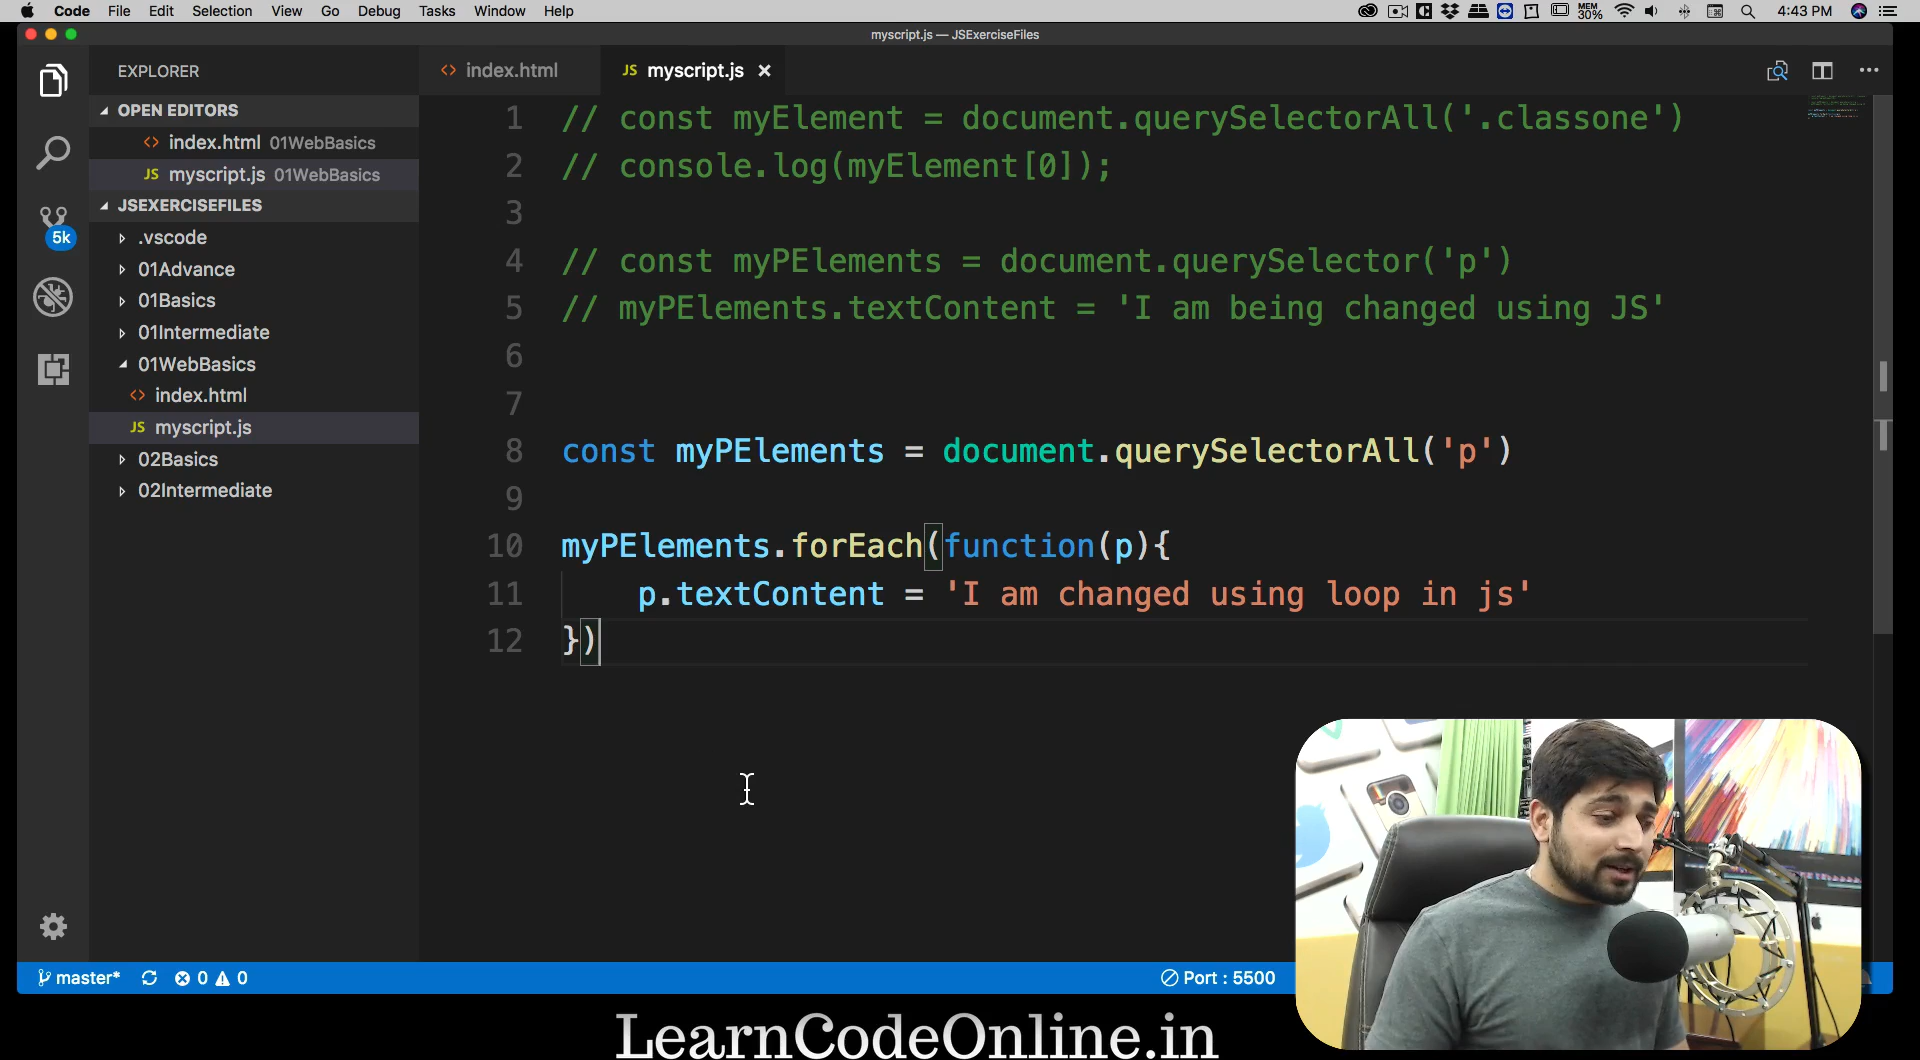 Code File Edit Selection View Go Debug Tasks Window Help MEM 30% 4:43 PM
myscript.js — JSExerciseFiles
EXPLORER
OPEN EDITORS
<> index.html 01WebBasics
JS myscript.js 01WebBasics
JSEXERCISEFILES
.vscode
01Advance
01Basics
01Intermediate
01WebBasics
<> index.html
JS myscript.js
02Basics
02Intermediate
5k
<> index.html JS myscript.js ×
1 // const myElement = document.querySelectorAll('.classone')
2 // console.log(myElement[0]);
3
4 // const myPElements = document.querySelector('p')
5 // myPElements.textContent = 'I am being changed using JS'
6
7
8 const myPElements = document.querySelectorAll('p')
9
10 myPElements.forEach(function(p){
11 p.textContent = 'I am changed using loop in js'
12 })
master* 0 0 Port : 5500
LearnCodeOnline.in